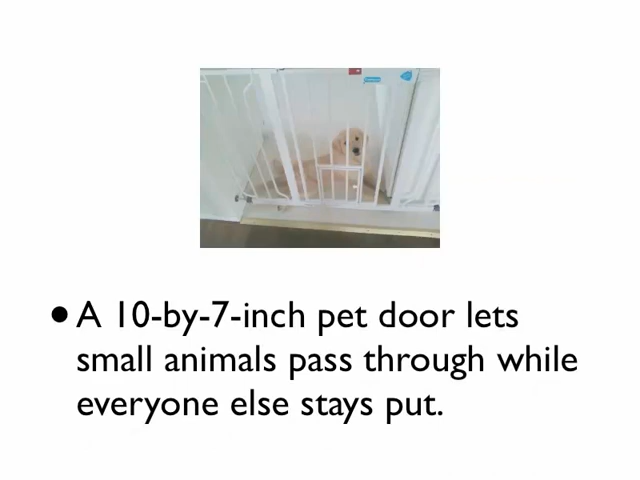 • A 10-by-7-inch pet door lets
small animals pass through while
everyone else stays put.